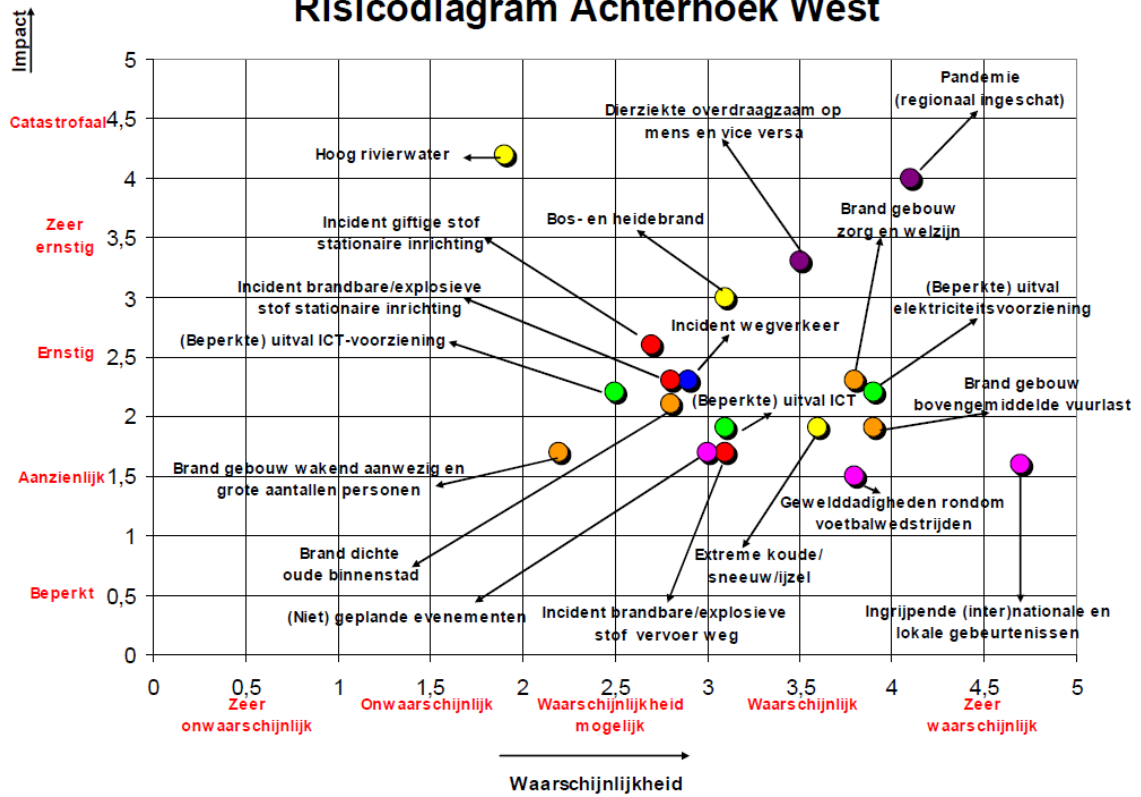 Risicodiagram Achterhoek West
Impact
5
Catastrofaal
4,5
4
Zeer
ernstig
3,5
3
Ernstig
2,5
2
Aanzienlijk
1,5
1
Beperkt
0,5
0
Pandemie
(regionaal ingeschat)
Dierziekte overdraagzaam op
mens en vice versa
Hoog rivierwater
Brand gebouw
zorg en welzijn
Incident giftige stof
stationaire inrichting
Bos- en heidebrand
Incident brandbare/explosieve
stof stationaire inrichting
(Beperkte) uitval
elektriciteitsvoorziening
Incident wegverkeer
(Beperkte) uitval ICT-voorziening
Brand gebouw
bovengemiddelde vuurlast
(Beperkte) uitval ICT
Brand gebouw wakend aanwezig en
grote aantallen personen
Gewelddadigheden rondom
voetbalwedstrijden
Brand dichte
oude binnenstad
Extreme koude/
sneeuw/ijzel
(Niet) geplande evenementen
Incident brandbare/explosieve
stof vervoer weg
Ingrijpende (inter)nationale en
lokale gebeurtenissen
0 0,5 1 1,5 2 2,5 3 3,5 4 4,5 5
Zeer
onwaarschijnlijk
Onwaarschijnlijk
Waarschijnlijkheid
mogelijk
Waarschijnlijk
Zeer
waarschijnlijk
Waarschijnlijkheid